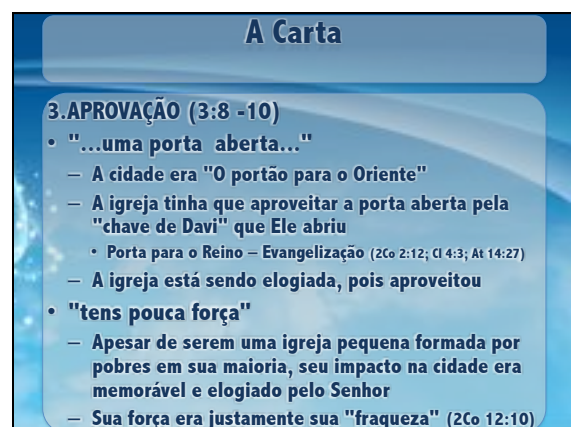 A Carta
3.APROVAÇÃO (3:8 -10)
• "...uma porta aberta..."
– A cidade era "O portão para o Oriente"
– A igreja tinha que aproveitar a porta aberta pela
"chave de Davi" que Ele abriu
• Porta para o Reino – Evangelização (2Co 2:12; Cl 4:3; At 14:27)
– A igreja está sendo elogiada, pois aproveitou
• "tens pouca força"
– Apesar de serem uma igreja pequena formada por
pobres em sua maioria, seu impacto na cidade era
memorável e elogiado pelo Senhor
– Sua força era justamente sua "fraqueza" (2Co 12:10)